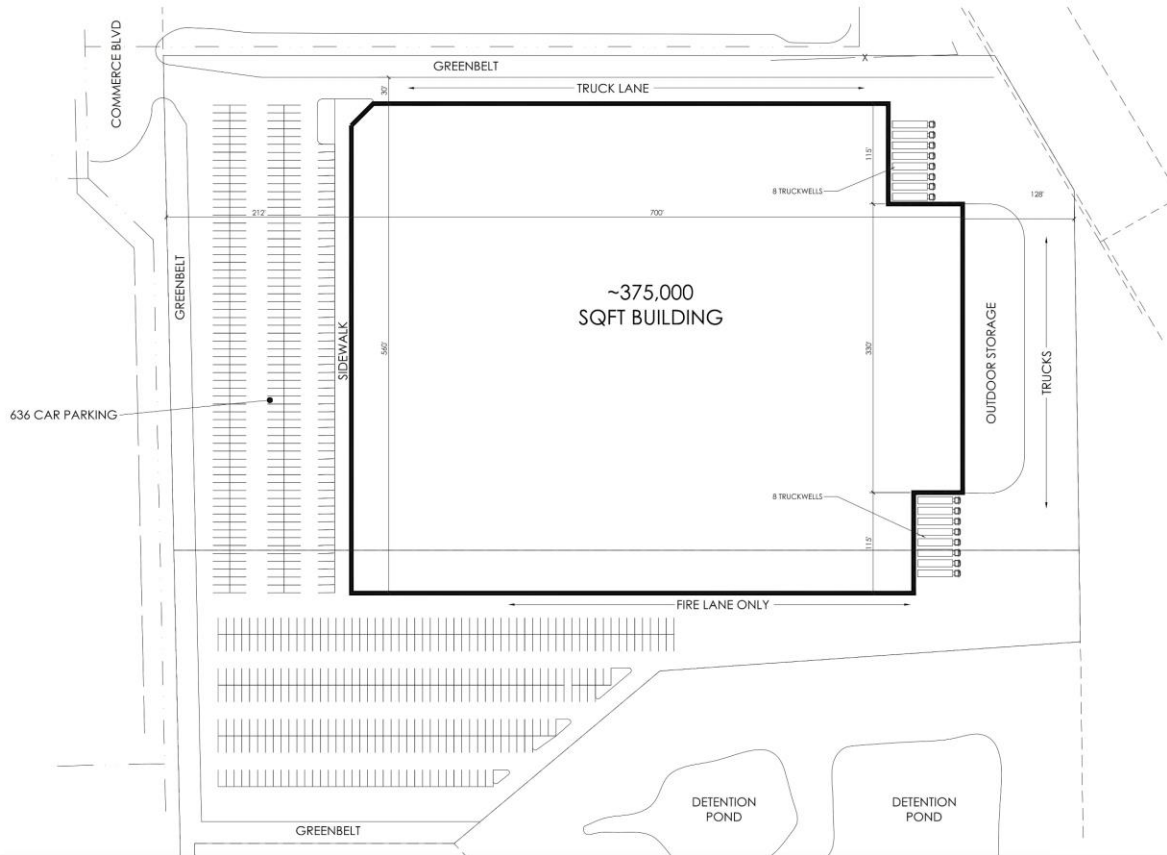 COMMERCE BLVD
GREENBELT
X
30'
TRUCK LANE
115'
8 TRUCKWELLS
128'
212'
700'
GREENBELT
~375,000
SQFT BUILDING
SIDEWALK
560'
330'
OUTDOOR STORAGE
TRUCKS
636 CAR PARKING
8 TRUCKWELLS
115'
FIRE LANE ONLY
DETENTION
POND
DETENTION
POND
GREENBELT